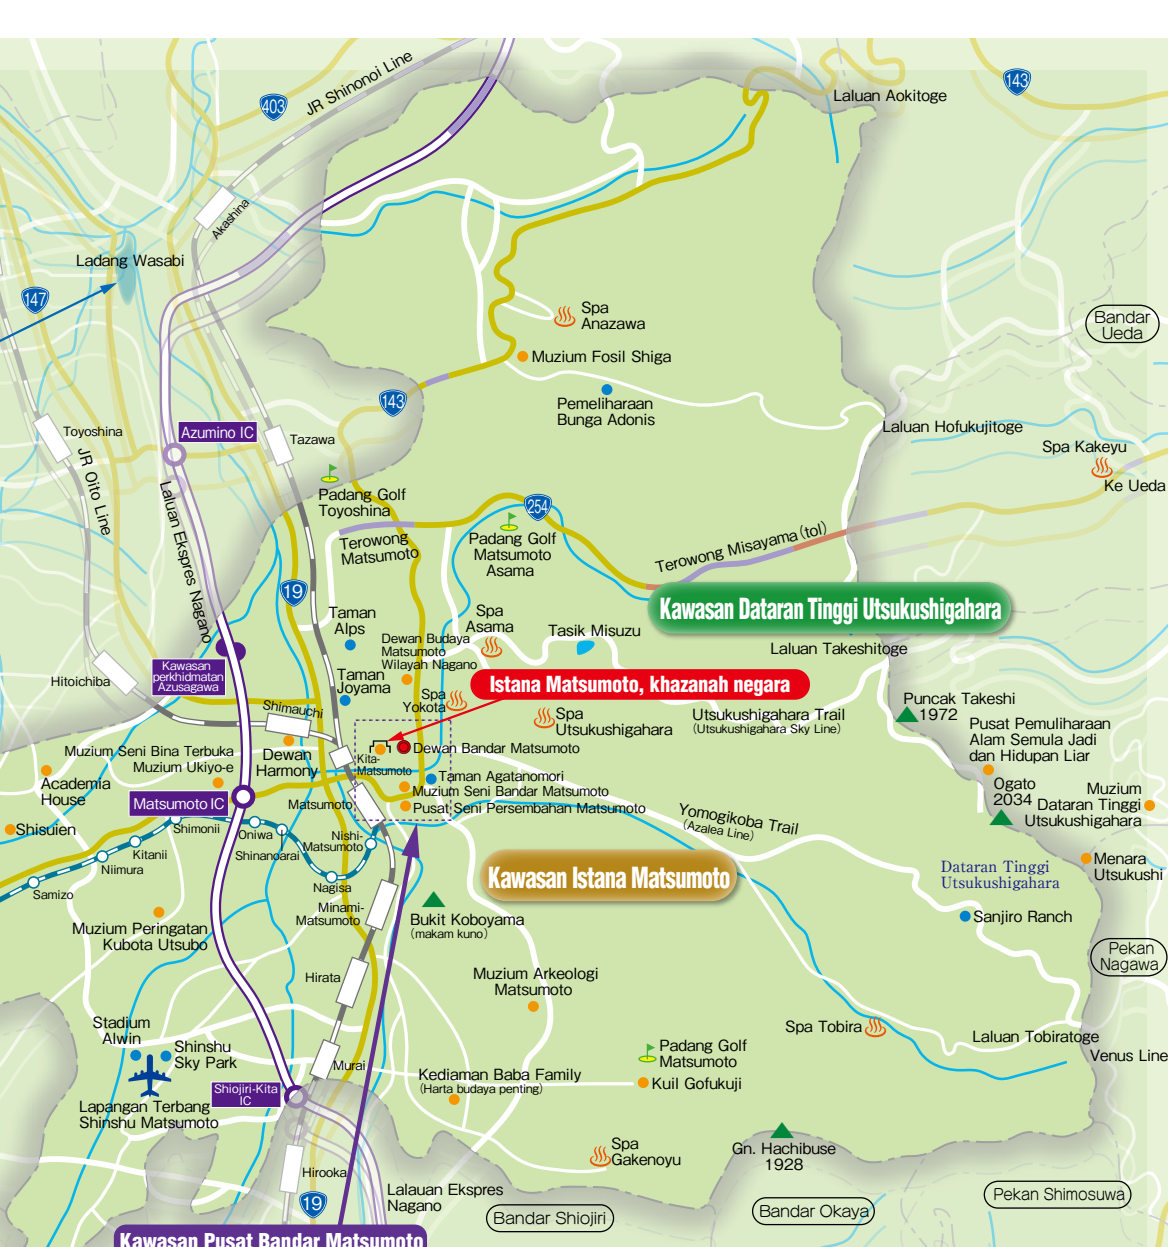 JR Shinonoi Line
403
143
Laluan Aokitoge
Akashina
Ladang Wasabi
147
Spa
Anazawa
Bandar
Ueda
Muzium Fosil Shiga
143
Pemeliharaan
Bunga Adonis
Toyoshina
Azumino IC
Tazawa
Laluan Hofukujitoge
Spa Kakeyu
Ke Ueda
JR Oito Line
Laluan Ekspres Nagano
Padang Golf
Toyoshina
254
Terowong
Matsumoto
Padang Golf
Matsumoto
Asama
Terowong Misayama (tol)
19
Kawasan Dataran Tinggi Utsukushigahara
Taman
Alps
Spa
Asama
Tasik Misuzu
Dewan Budaya
Matsumoto
Wilayah Nagano
Laluan Takeshitoge
Kawasan
perkhidmatan
Azusagawa
Hitoichiba
Taman
Joyama
Istana Matsumoto, khazanah negara
Spa
Yokota
Shimauchi
Spa
Utsukushigahara
Utsukushigahara Trail
(Utsukushigahara Sky Line)
Puncak Takeshi
1972
Pusat Pemuliharaan
Alam Semula Jadi
dan Hidupan Liar
Muzium Seni Bina Terbuka
Muzium Ukiyo-e
Dewan
Harmony
Kita-
Matsumoto
Dewan Bandar Matsumoto
Academia
House
Taman Agatanomori
Muzium Seni Bandar Matsumoto
Pusat Seni Persembahan Matsumoto
Ogato
2034
Muzium
Dataran Tinggi
Utsukushigahara
Matsumoto IC
Matsumoto
Shisuien
Shimonii
Oniwa
Shinanoarai
Nishi-
Matsumoto
Yomogikoba Trail
(Azalea Line)
Kitanii
Niimura
Samizo
Nagisa
Kawasan Istana Matsumoto
Dataran Tinggi
Utsukushigahara
Menara
Utsukushi
Minami-
Matsumoto
Bukit Koboyama
(makam kuno)
Sanjiro Ranch
Muzium Peringatan
Kubota Utsubo
Pekan
Nagawa
Hirata
Muzium Arkeologi
Matsumoto
Stadium
Alwin
Shinshu
Sky Park
Spa Tobira
Laluan Tobiratoge
Venus Line
Murai
Padang Golf
Matsumoto
Kuil Gofukuji
Kediaman Baba Family
(Harta budaya penting)
Shiojiri-Kita
IC
Lapangan Terbang
Shinshu Matsumoto
Spa
Gakenoyu
Gn. Hachibuse
1928
Hirooka
19
Lalauan Ekspres
Nagano
Bandar Shiojiri
Bandar Okaya
Pekan Shimosuwa
Kawasan Pusat Bandar Matsumoto